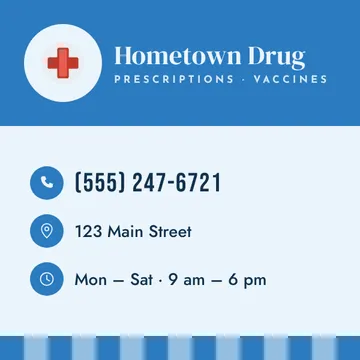 Hometown Drug
PRESCRIPTIONS · VACCINES
(555) 247-6721
123 Main Street
Mon – Sat · 9 am – 6 pm